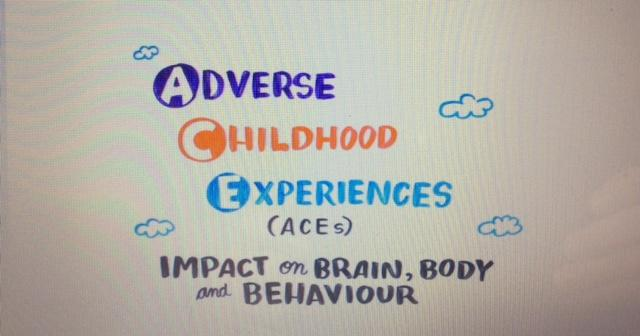 ADVERSE
CHILDHOOD
EXPERIENCES
(ACEs)
IMPACT on BRAIN, BODY
and BEHAVIOUR